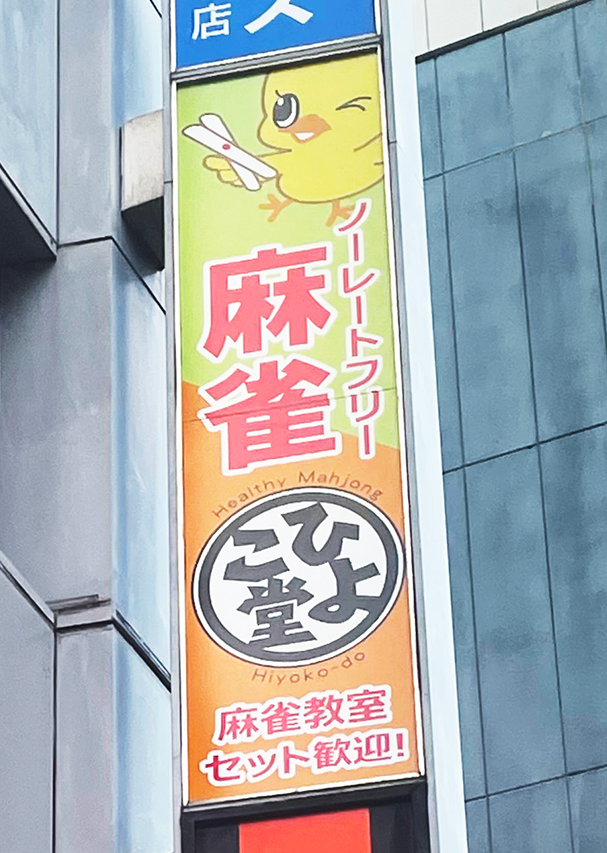 店
ノーレートフリー
麻雀
Healthy Mahjong
ひよこ堂
Hiyoko-do
麻雀教室
セット歓迎!